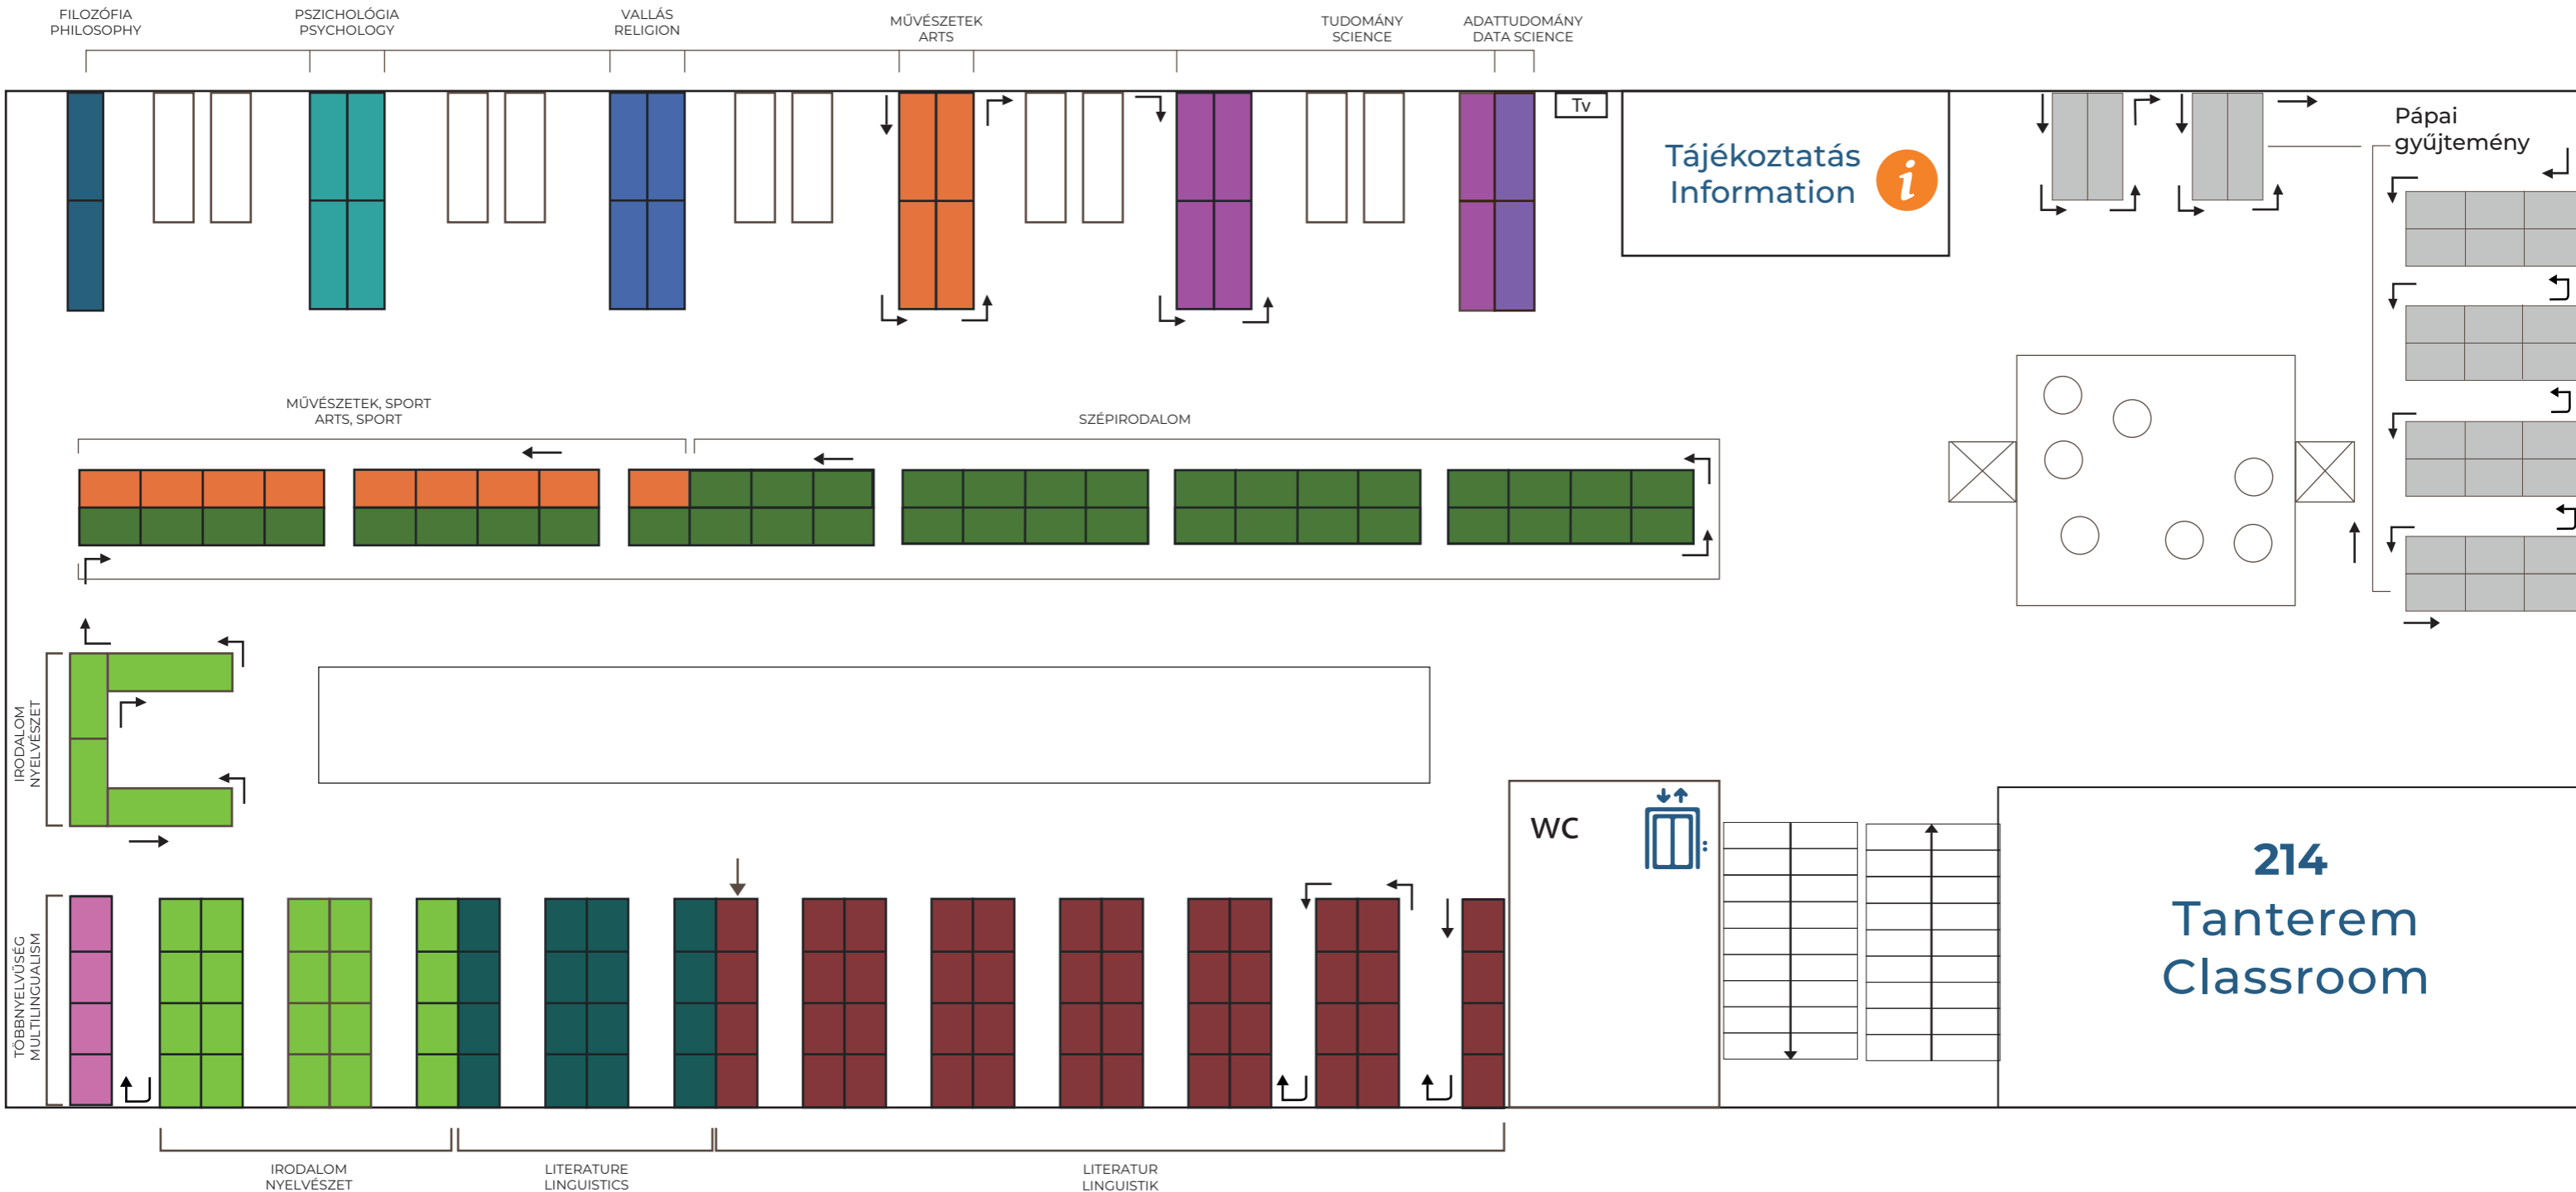 FILOZÓFIA
PHILOSOPHY
PSZICHOLÓGIA
PSYCHOLOGY
VALLÁS
RELIGION
MŰVÉSZETEK
ARTS
TUDOMÁNY
SCIENCE
ADATTUDOMÁNY
DATA SCIENCE
Tv
Tájékoztatás
Information
i
Pápai
gyűjtemény
MŰVÉSZETEK, SPORT
ARTS, SPORT
SZÉPIRODALOM
IRODALOM
NYELVÉSZET
WC
214
Tanterem
Classroom
TÖBBNYELVŰSÉG
MULTILINGUALISM
IRODALOM
NYELVÉSZET
LITERATURE
LINGUISTICS
LITERATUR
LINGUISTIK